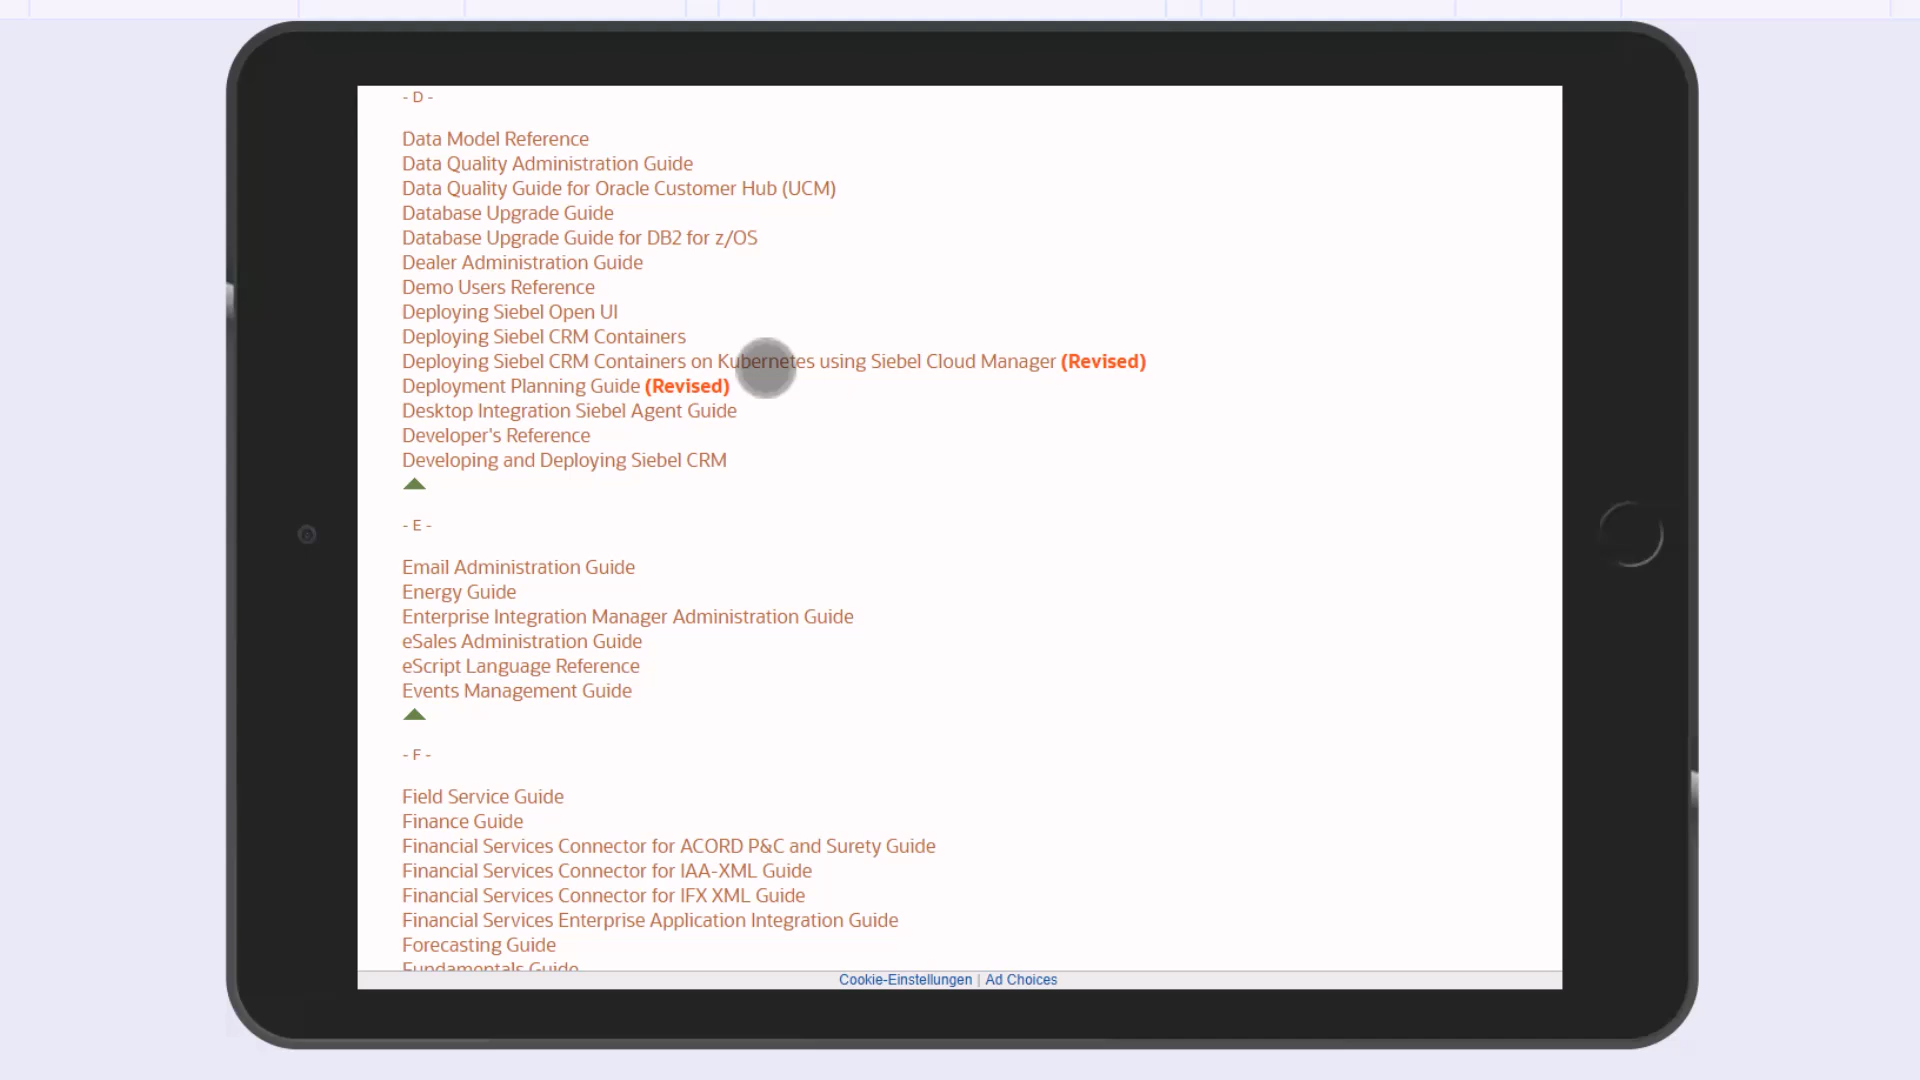 - D -
Data Model Reference
Data Quality Administration Guide
Data Quality Guide for Oracle Customer Hub (UCM)
Database Upgrade Guide
Database Upgrade Guide for DB2 for z/OS
Dealer Administration Guide
Demo Users Reference
Deploying Siebel Open UI
Deploying Siebel CRM Containers
Deploying Siebel CRM Containers on Kubernetes using Siebel Cloud Manager (Revised)
Deployment Planning Guide (Revised)
Desktop Integration Siebel Agent Guide
Developer's Reference
Developing and Deploying Siebel CRM
- E -
Email Administration Guide
Energy Guide
Enterprise Integration Manager Administration Guide
eSales Administration Guide
eScript Language Reference
Events Management Guide
- F -
Field Service Guide
Finance Guide
Financial Services Connector for ACORD P&C and Surety Guide
Financial Services Connector for IAA-XML Guide
Financial Services Connector for IFX XML Guide
Financial Services Enterprise Application Integration Guide
Forecasting Guide
Fundamentals Guide
Cookie-Einstellungen | Ad Choices